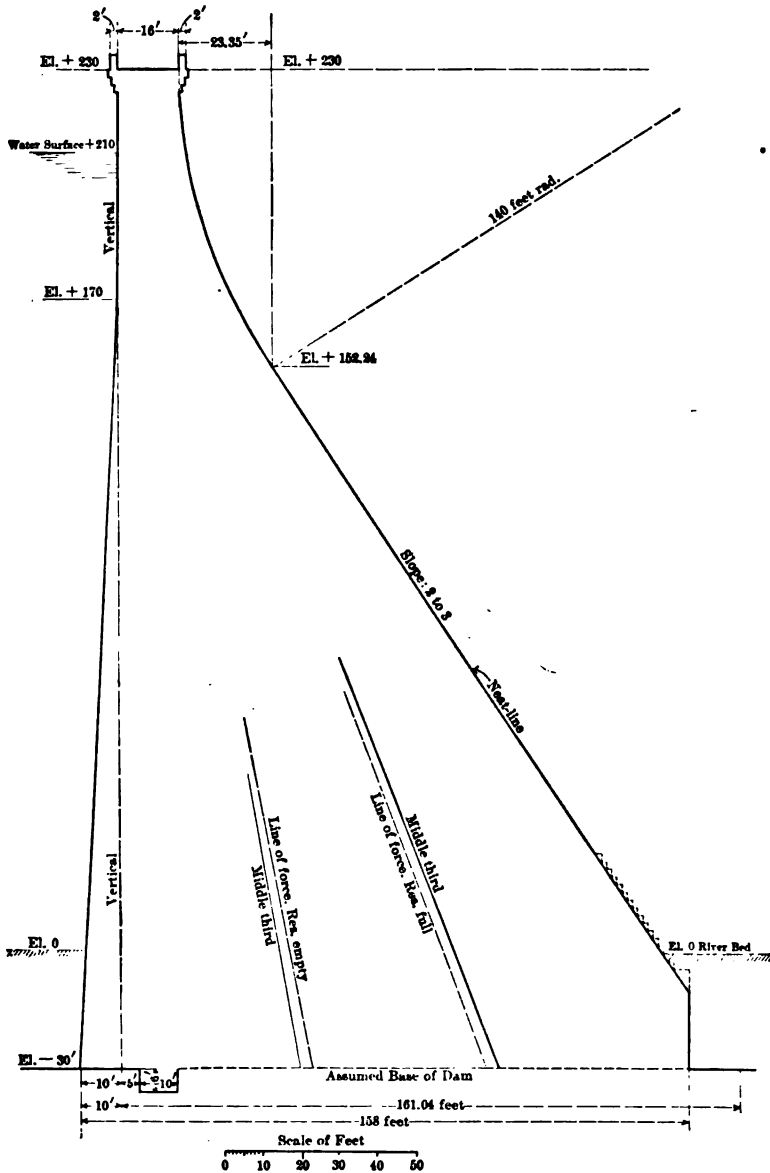 2'
16'
2'
23.35'
El. + 230
El. + 230
Water Surface + 210
140 feet rad.
Vertical
El. + 170
El. + 152.24
Slope: 2 to 3
Neat-line
Middle third
Line of force. Res. full
Line of force. Res. empty
Middle third
Vertical
El. 0
El. 0 River Bed
El. — 30'
Assumed Base of Dam
10'
5'
6'
10'
10'
161.04 feet
158 feet
Scale of Feet
0 10 20 30 40 50